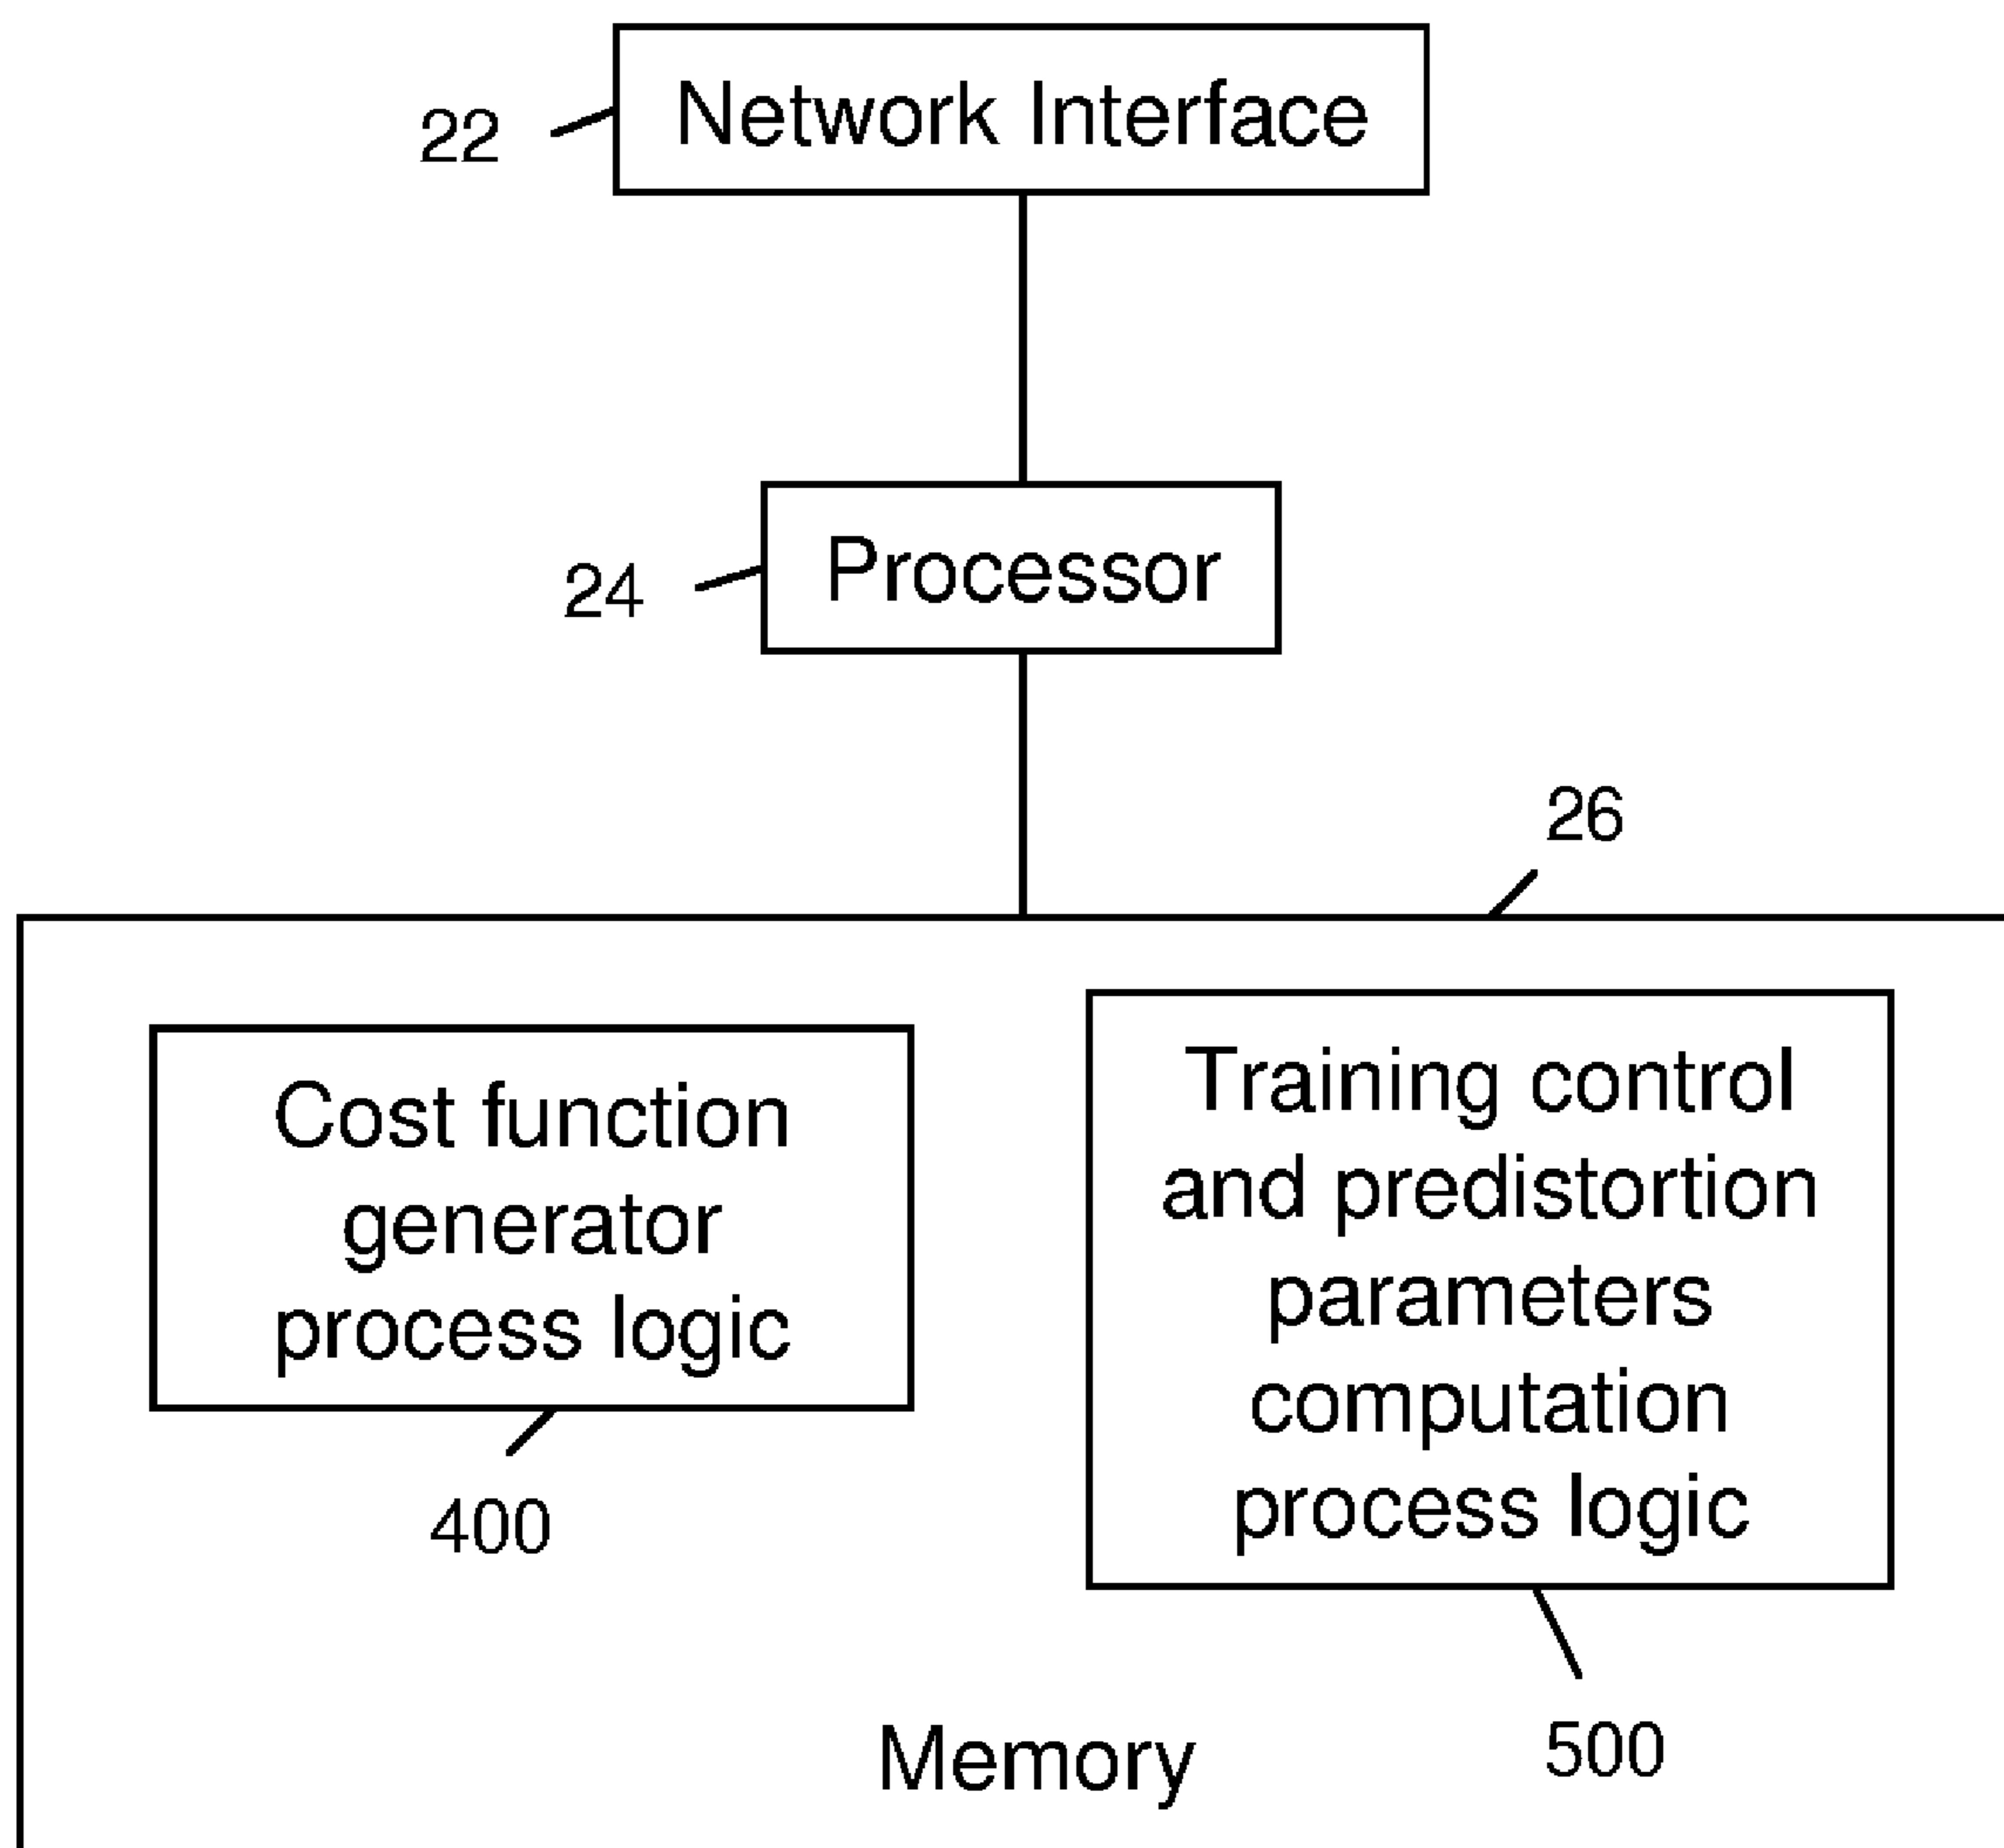 Network Interface
22
Processor
24
26
Cost function
generator
process logic
400
Training control
and predistortion
parameters
computation
process logic
500
Memory